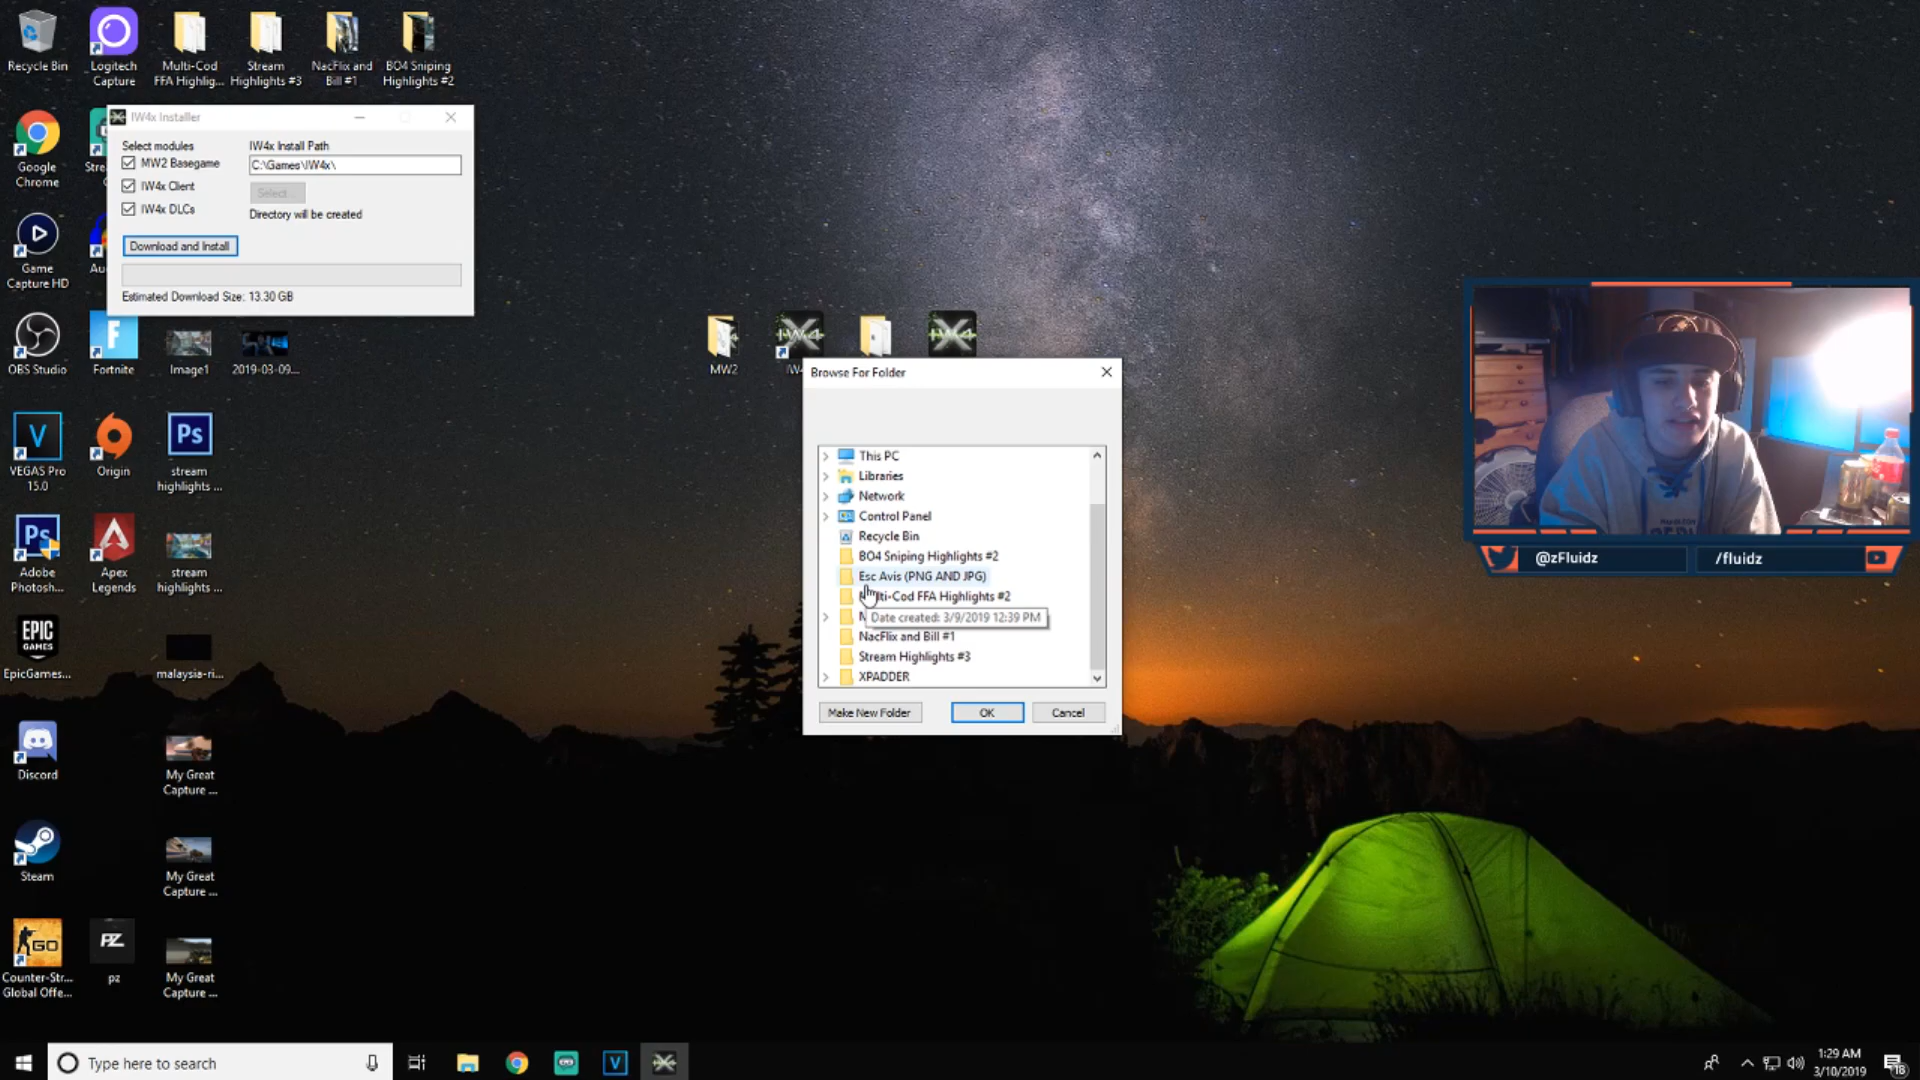 Recycle Bin
Logitech
Capture
Multi-Cod
FFA Highlig...
Stream
Highlights #3
NacFlix and
Bill #1
BO4 Sniping
Highlights #2
IW4x Installer
Select modules
IW4x Install Path
MW2 Basegame
C:\Games\IW4x\
IW4x Client
Select...
IW4x DLCs
Directory will be created
Download and Install
Estimated Download Size: 13.30 GB
Google
Chrome
Game
Capture HD
OBS Studio
Fortnite
Image1
2019-03-09...
VEGAS Pro
15.0
Origin
stream
highlights ...
Adobe
Photosh...
Apex
Legends
stream
highlights ...
EPIC
GAMES
EpicGames...
malaysia-ri...
Discord
My Great
Capture ...
Steam
My Great
Capture ...
GO
Counter-Str...
Global Offe...
PZ
pz
My Great
Capture ...
MW2
IW4
Browse For Folder
This PC
Libraries
Network
Control Panel
Recycle Bin
BO4 Sniping Highlights #2
Esc Avis (PNG AND JPG)
Multi-Cod FFA Highlights #2
Date created: 3/9/2019 12:39 PM
NacFlix and Bill #1
Stream Highlights #3
XPADDER
Make New Folder
OK
Cancel
@zFluidz
/fluidz
Type here to search
1:29 AM
3/10/2019
18